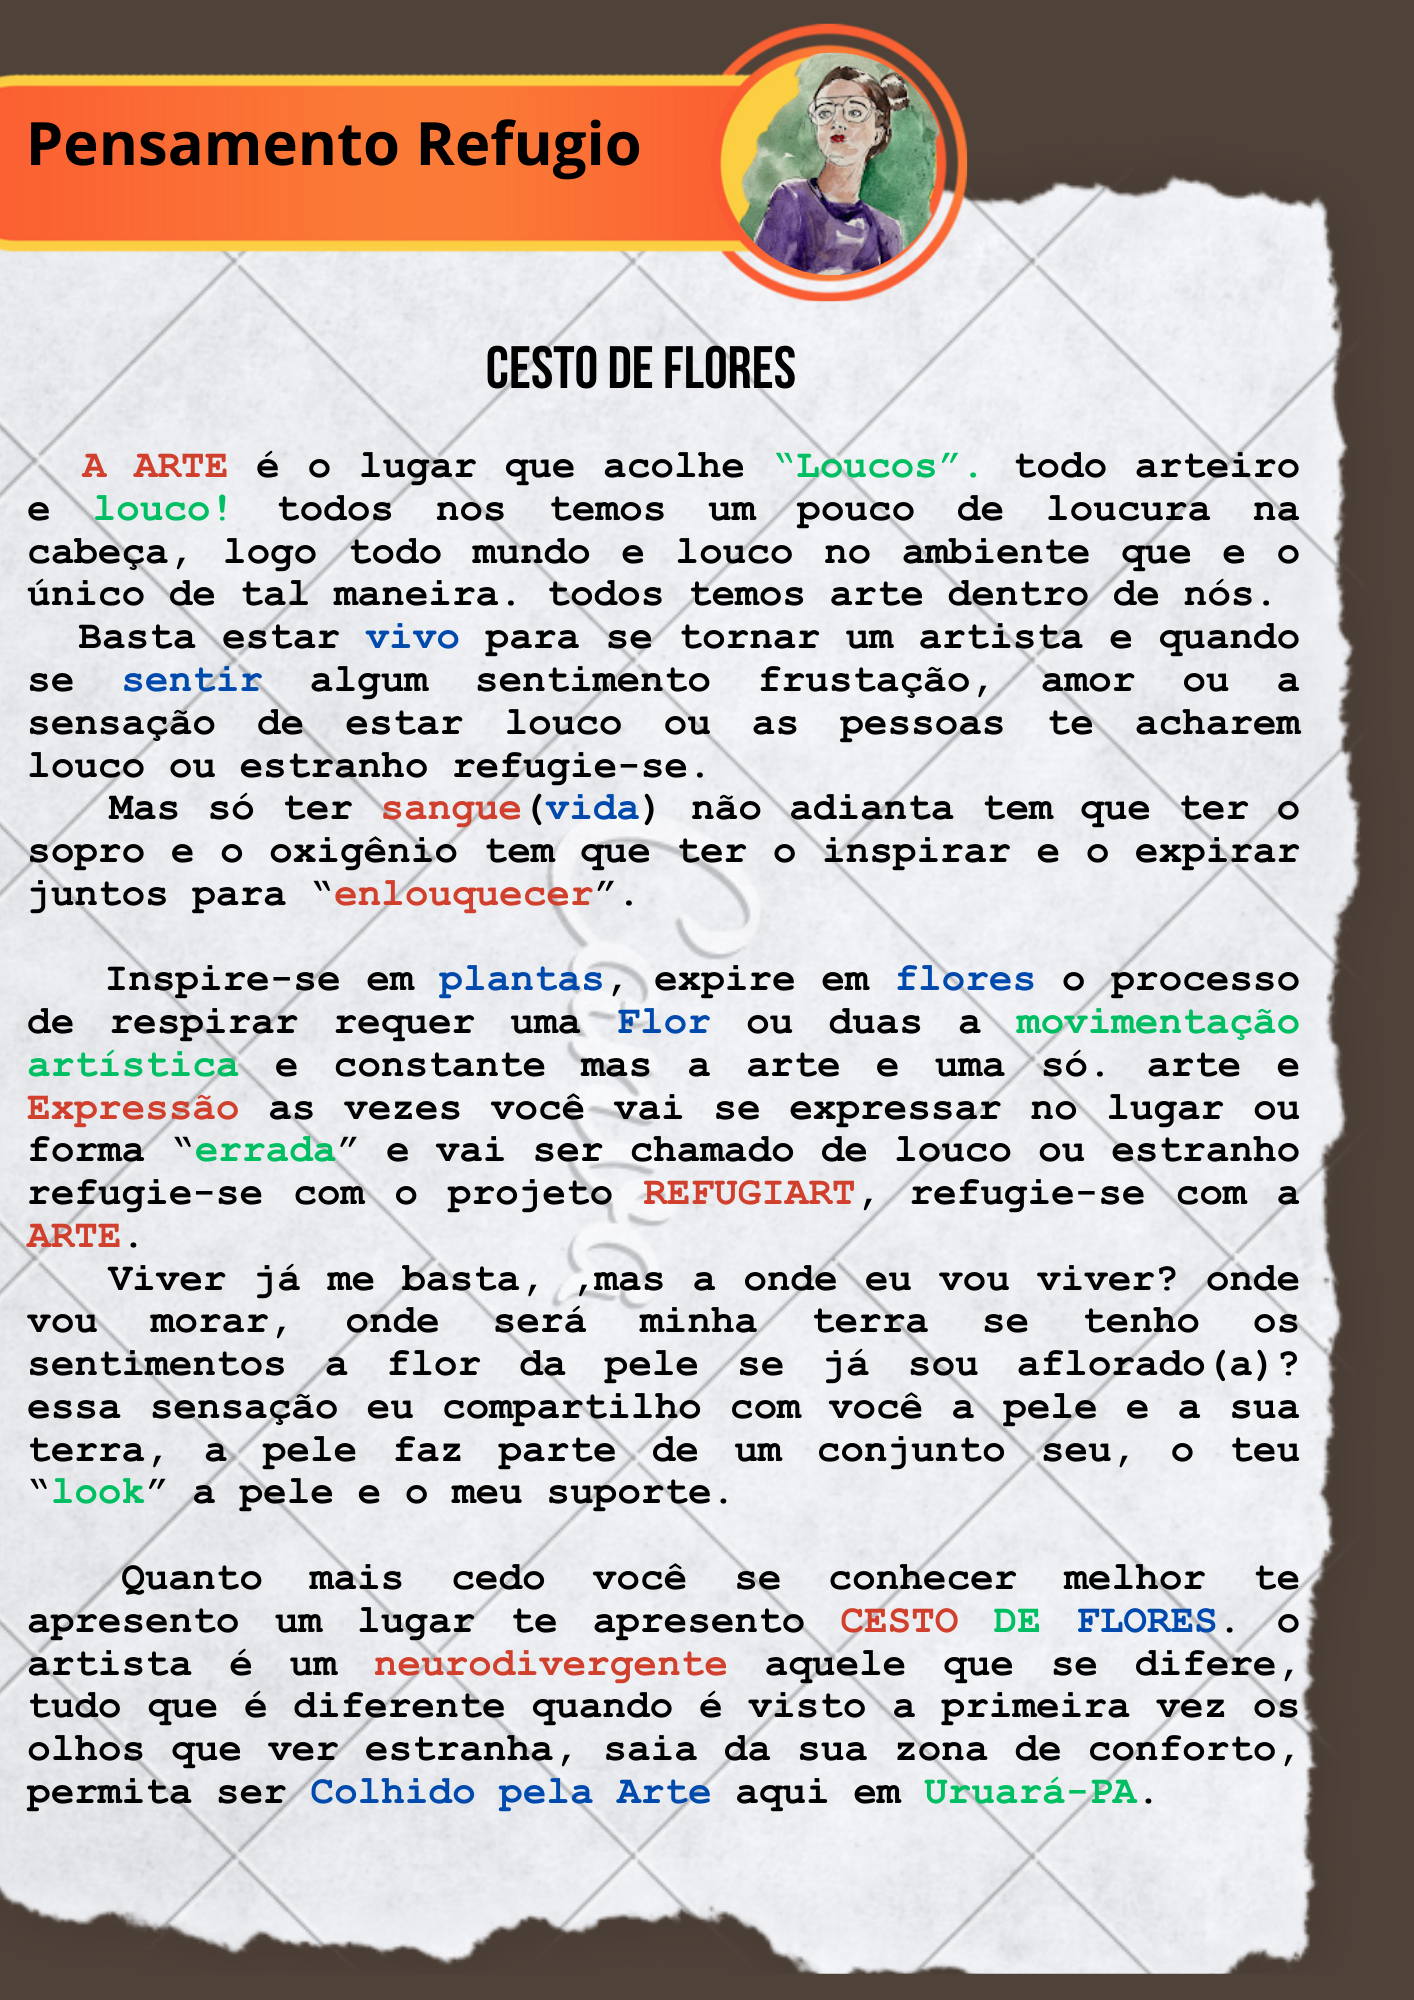 Pensamento Refugio
CESTO DE FLORES
A ARTE é o lugar que acolhe “Loucos”. todo arteiro
e louco! todos nos temos um pouco de loucura na
cabeça, logo todo mundo e louco no ambiente que e o
único de tal maneira. todos temos arte dentro de nós.
Basta estar vivo para se tornar um artista e quando
se sentir algum sentimento frustação, amor ou a
sensação de estar louco ou as pessoas te acharem
louco ou estranho refugie-se.
Mas só ter sangue(vida) não adianta tem que ter o
sopro e o oxigênio tem que ter o inspirar e o expirar
juntos para “enlouquecer”.
Inspire-se em plantas, expire em flores o processo
de respirar requer uma Flor ou duas a movimentação
artística e constante mas a arte e uma só. arte e
Expressão as vezes você vai se expressar no lugar ou
forma “errada” e vai ser chamado de louco ou estranho
refugie-se com o projeto REFUGIART, refugie-se com a
ARTE.
Viver já me basta, ,mas a onde eu vou viver? onde
vou morar, onde será minha terra se tenho os
sentimentos a flor da pele se já sou aflorado(a)?
essa sensação eu compartilho com você a pele e a sua
terra, a pele faz parte de um conjunto seu, o teu
“look” a pele e o meu suporte.
Quanto mais cedo você se conhecer melhor te
apresento um lugar te apresento CESTO DE FLORES. o
artista é um neurodivergente aquele que se difere,
tudo que é diferente quando é visto a primeira vez os
olhos que ver estranha, saia da sua zona de conforto,
permita ser Colhido pela Arte aqui em Uruará-PA.
Canva